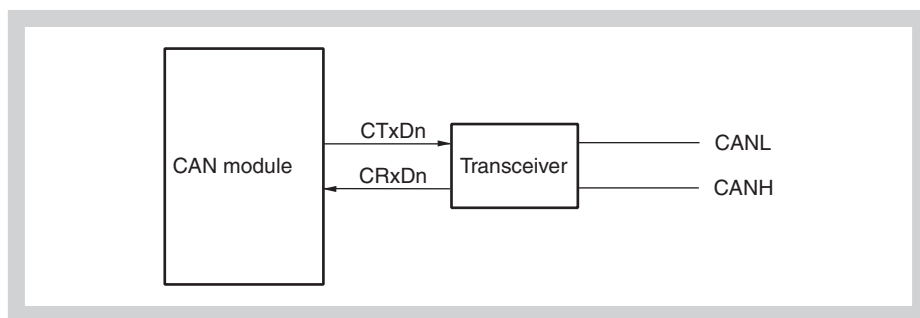 CTxDn
CANL
CAN module
Transceiver
CRxDn
CANH